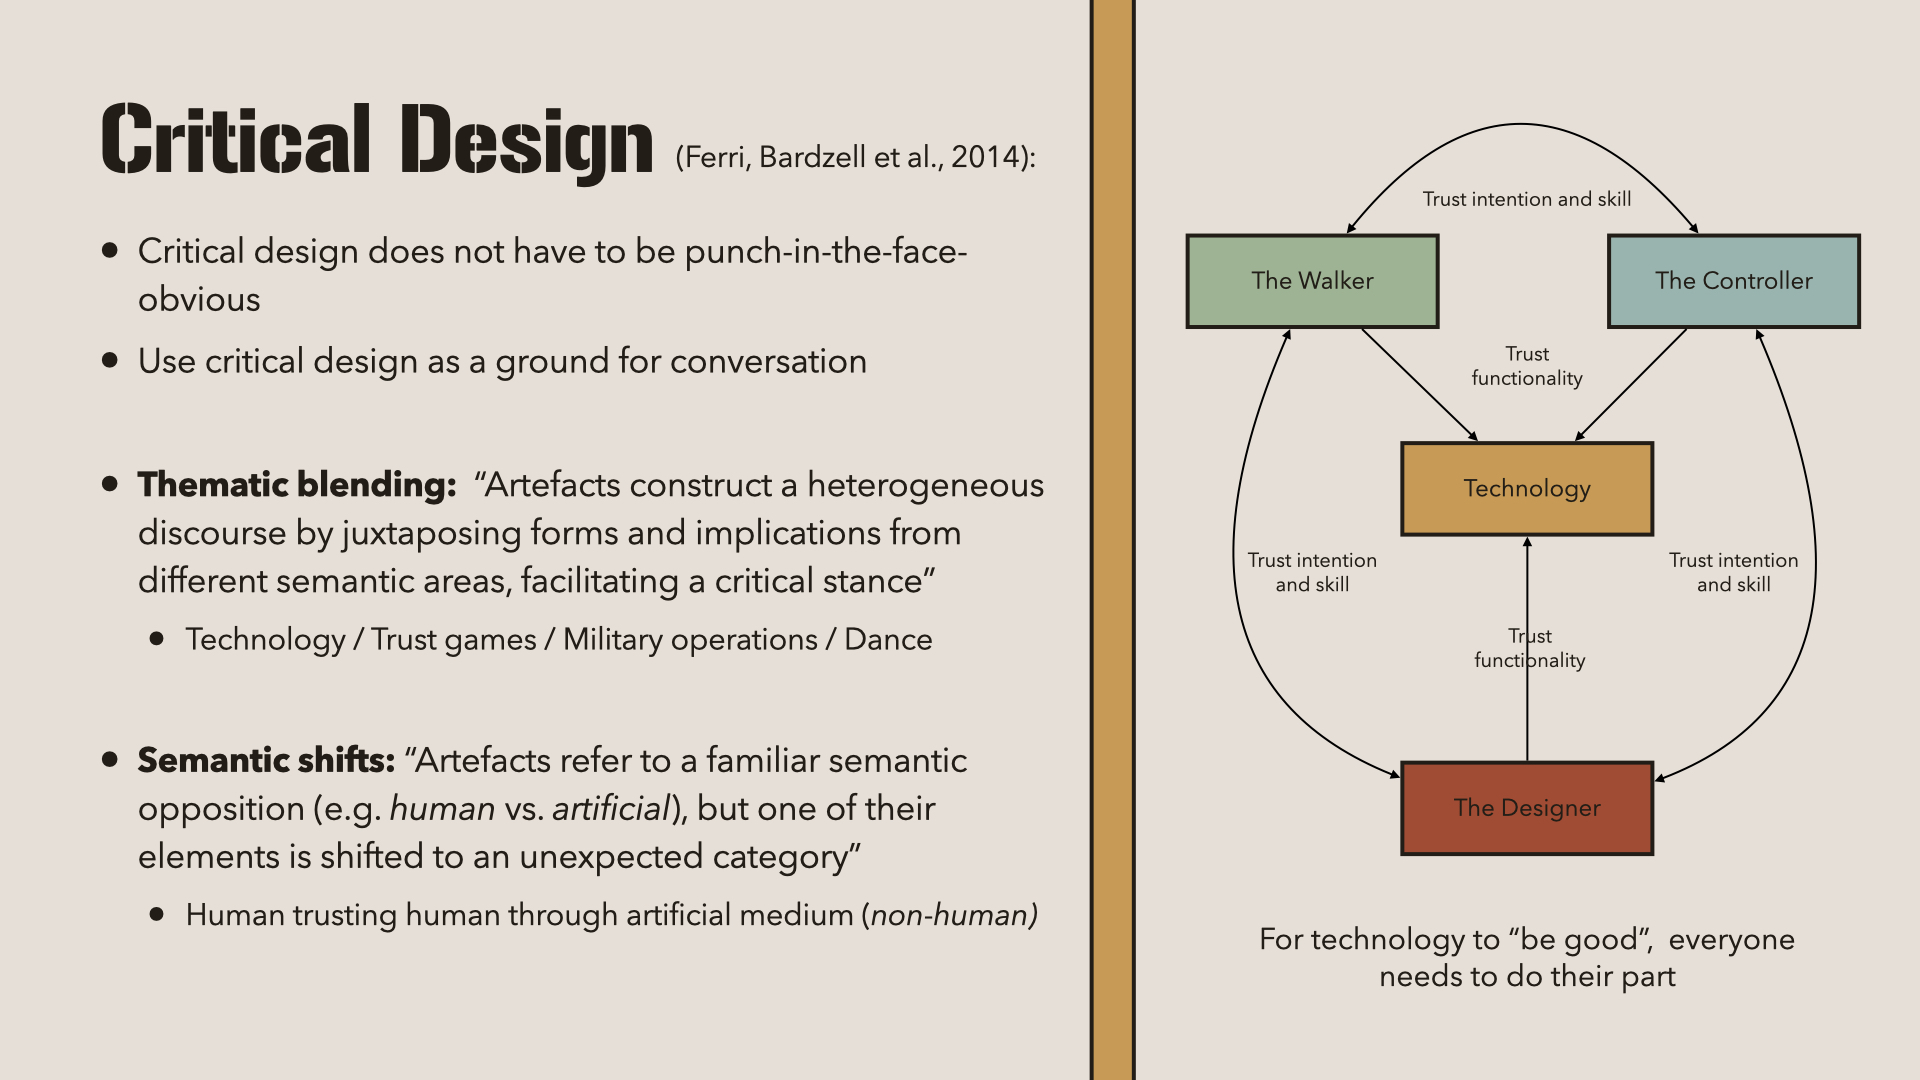 Critical Design (Ferri, Bardzell et al., 2014):
• Critical design does not have to be punch-in-the-face-
obvious
• Use critical design as a ground for conversation
• Thematic blending: “Artefacts construct a heterogeneous
discourse by juxtaposing forms and implications from
different semantic areas, facilitating a critical stance”
• Technology / Trust games / Military operations / Dance
• Semantic shifts: “Artefacts refer to a familiar semantic
opposition (e.g. human vs. artificial), but one of their
elements is shifted to an unexpected category”
• Human trusting human through artificial medium (non-human)
Trust intention and skill
The Walker
The Controller
Trust
functionality
Technology
Trust intention
and skill
Trust intention
and skill
Trust
functionality
The Designer
For technology to “be good”, everyone
needs to do their part